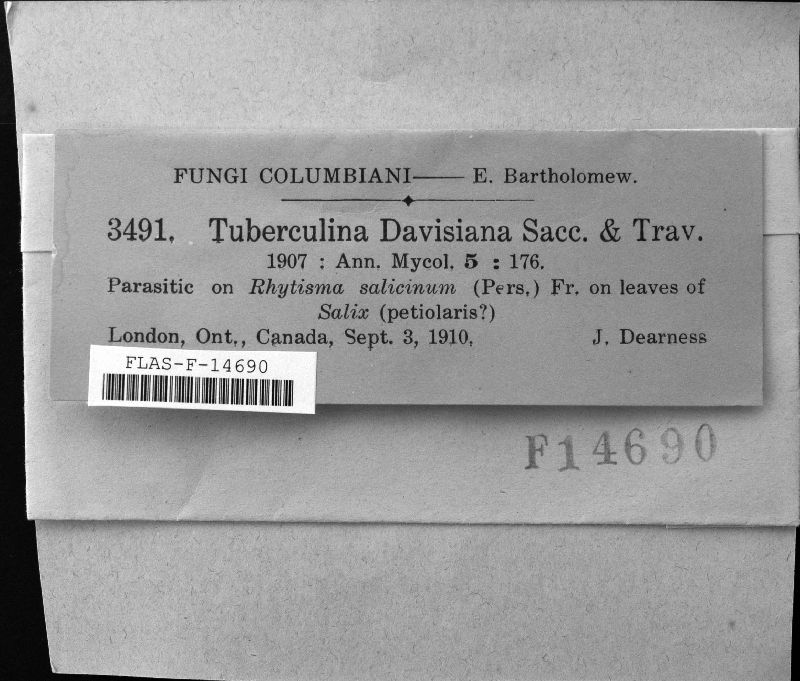 FUNGI COLUMBIANI—— E. Bartholomew.
3491. Tuberculina Davisiana Sacc. & Trav.
1907 : Ann. Mycol. 5 : 176.
Parasitic on Rhytisma salicinum (Pers.) Fr. on leaves of
Salix (petiolaris?)
London, Ont., Canada, Sept. 3, 1910. J. Dearness
FLAS-F-14690
F14690